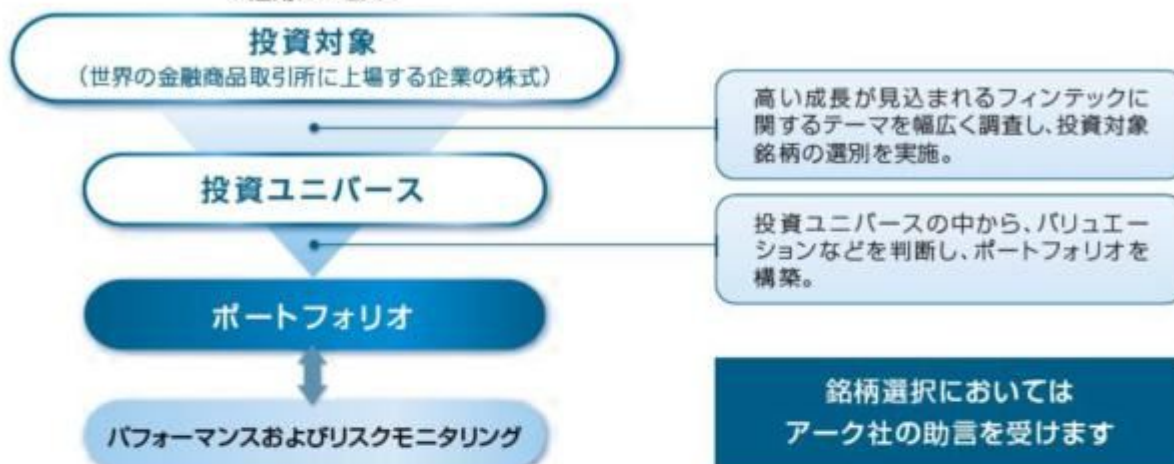 投資対象
（世界の金融商品取引所に上場する企業の株式）
高い成長が見込まれるフィンテックに
関するテーマを幅広く調査し、投資対象
銘柄の選別を実施。
投資ユニバース
投資ユニバースの中から、バリュエー
ションなどを判断し、ポートフォリオを
構築。
ポートフォリオ
パフォーマンスおよびリスクモニタリング
銘柄選択においては
アーク社の助言を受けます